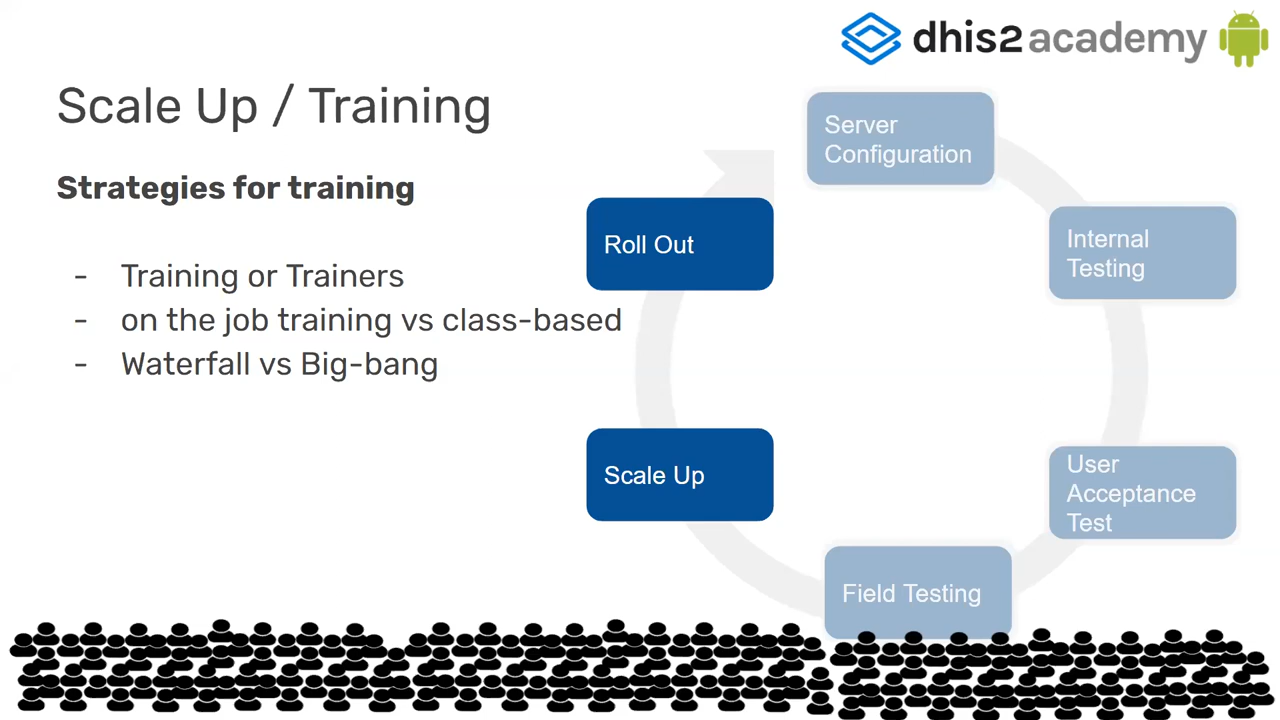 dhis2 academy
Scale Up / Training
Strategies for training
- Training or Trainers
- on the job training vs class-based
- Waterfall vs Big-bang
Server
Configuration
Internal
Testing
User
Acceptance
Test
Field Testing
Scale Up
Roll Out